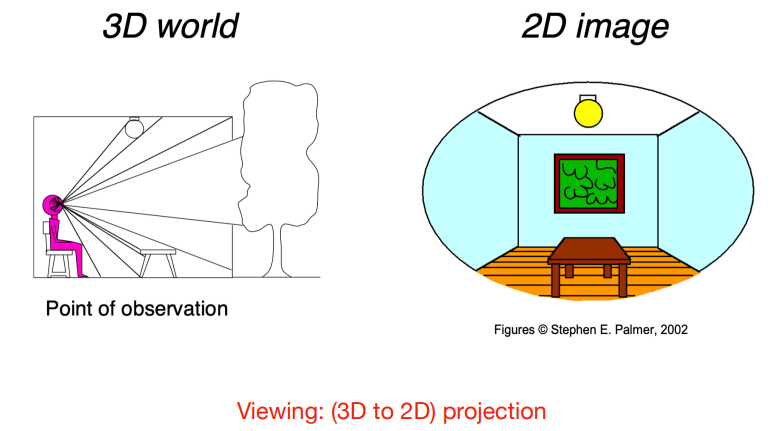 3D world
2D image
Point of observation
Figures © Stephen E. Palmer, 2002
Viewing: (3D to 2D) projection